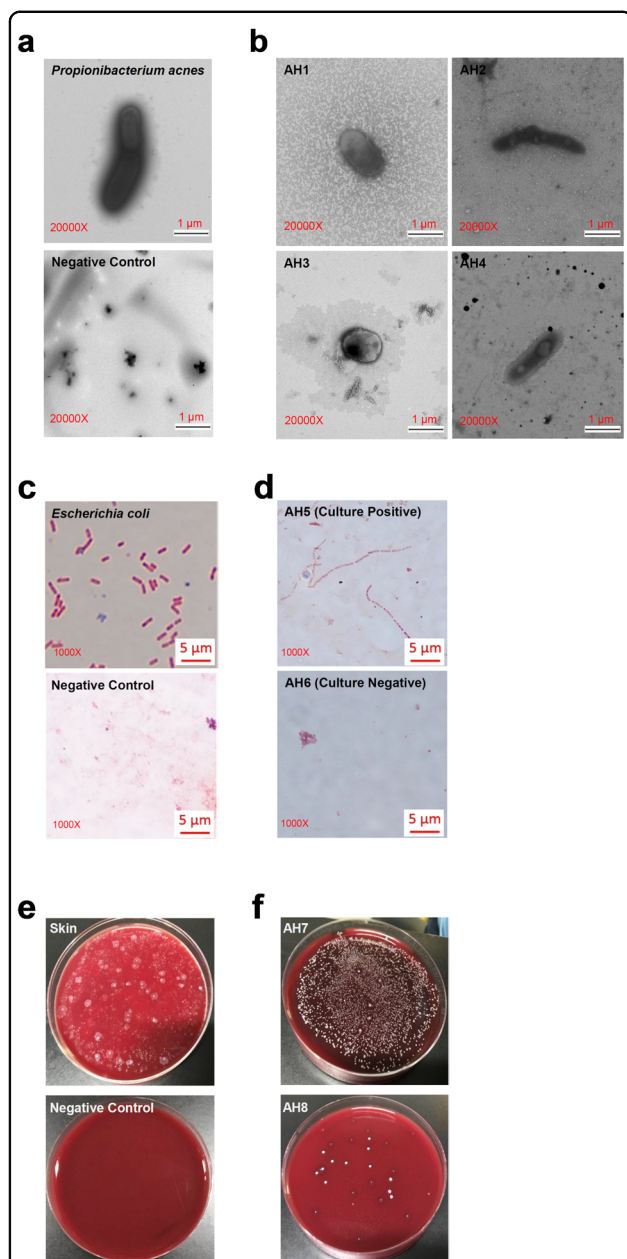 a
Propionibacterium acnes
20000X
1 µm
Negative Control
20000X
1 µm
b
AH1
20000X
1 µm
AH2
20000X
1 µm
AH3
20000X
1 µm
AH4
20000X
1 µm
c
Escherichia coli
1000X
5 µm
Negative Control
1000X
5 µm
d
AH5 (Culture Positive)
1000X
5 µm
AH6 (Culture Negative)
1000X
5 µm
e
Skin
Negative Control
f
AH7
AH8